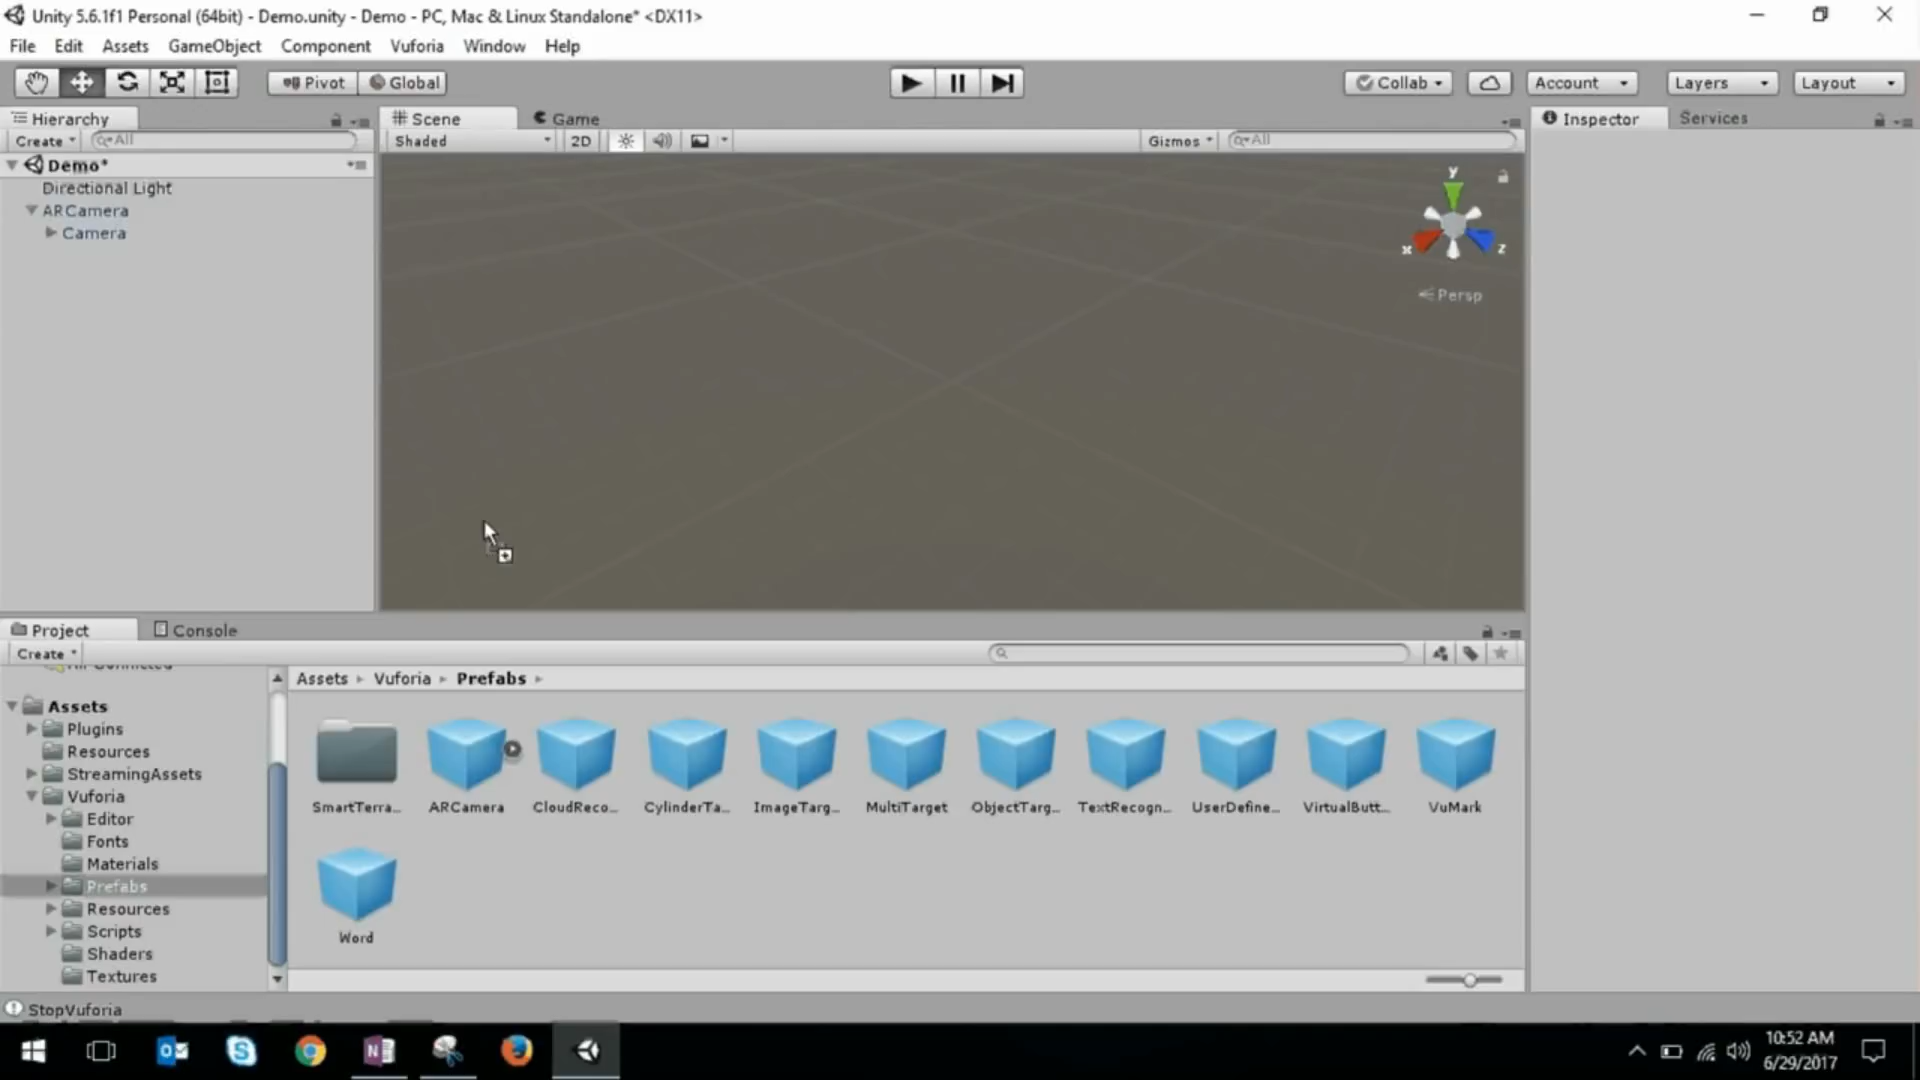 Unity 5.6.1f1 Personal (64bit) - Demo.unity - Demo - PC, Mac & Linux Standalone* <DX11>
File Edit Assets GameObject Component Vuforia Window Help
Pivot Global Collab Account Layers Layout
Hierarchy
Create All
Demo*
Directional Light
ARCamera
Camera
Scene Game
Shaded 2D Gizmos All
y
x z
Persp
Inspector Services
Project Console
Create
Assets
Plugins
Resources
StreamingAssets
Vuforia
Editor
Fonts
Materials
Prefabs
Resources
Scripts
Shaders
Textures
Assets Vuforia Prefabs
SmartTerra... ARCamera CloudReco... CylinderTa... ImageTarg... MultiTarget ObjectTarg... TextRecogn... UserDefine... VirtualButt... VuMark
Word
StopVuforia
10:52 AM
6/29/2017